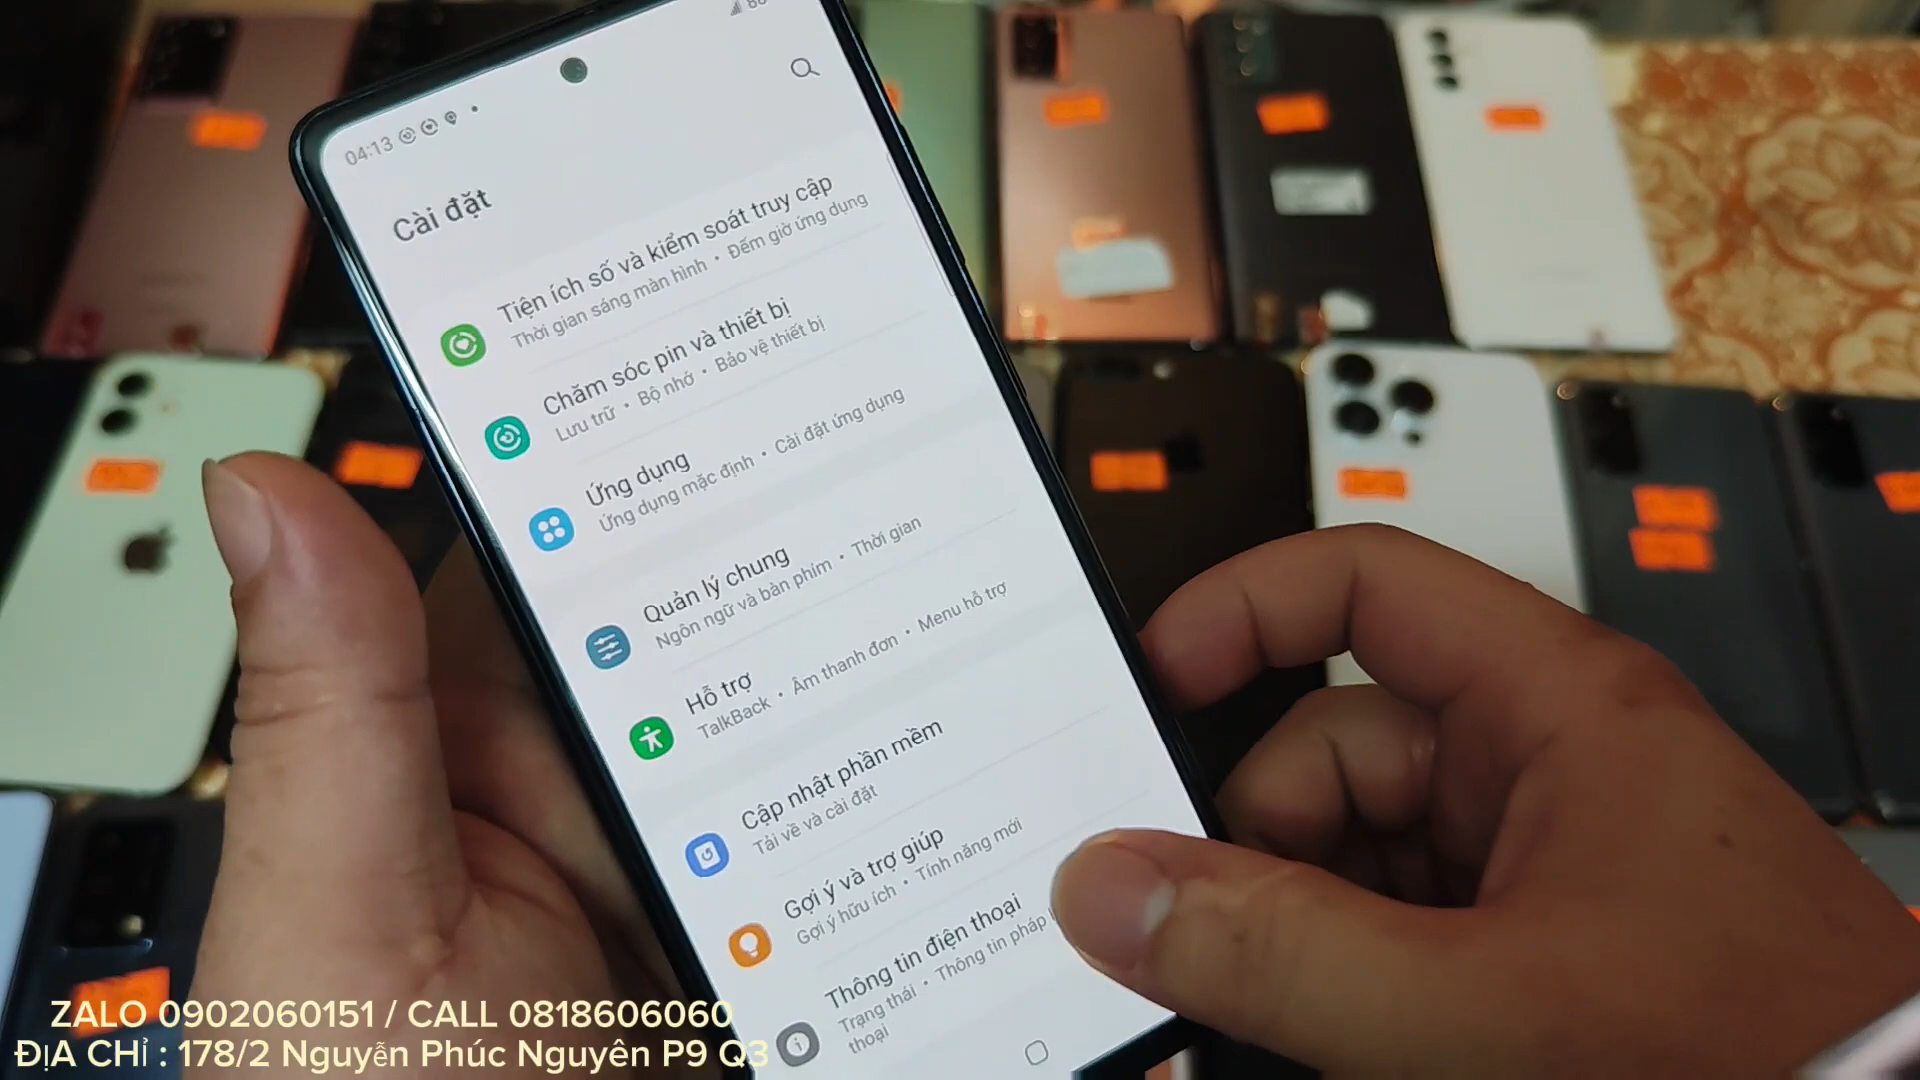 04:13
Cài đặt
Tiện ích số và kiểm soát truy cập
Thời gian sáng màn hình • Đếm giờ ứng dụng
Chăm sóc pin và thiết bị
Lưu trữ • Bộ nhớ • Bảo vệ thiết bị
Ứng dụng
Ứng dụng mặc định • Cài đặt ứng dụng
Quản lý chung
Ngôn ngữ và bàn phím • Thời gian
Hỗ trợ
TalkBack • Âm thanh đơn • Menu hỗ trợ
Cập nhật phần mềm
Tải về và cài đặt
Gợi ý và trợ giúp
Gợi ý hữu ích • Tính năng mới
Thông tin điện thoại
Trạng thái • Thông tin pháp
thoại
ZALO 0902060151 / CALL 0818606060
ĐỊA CHỈ : 178/2 Nguyễn Phúc Nguyên P9 Q3